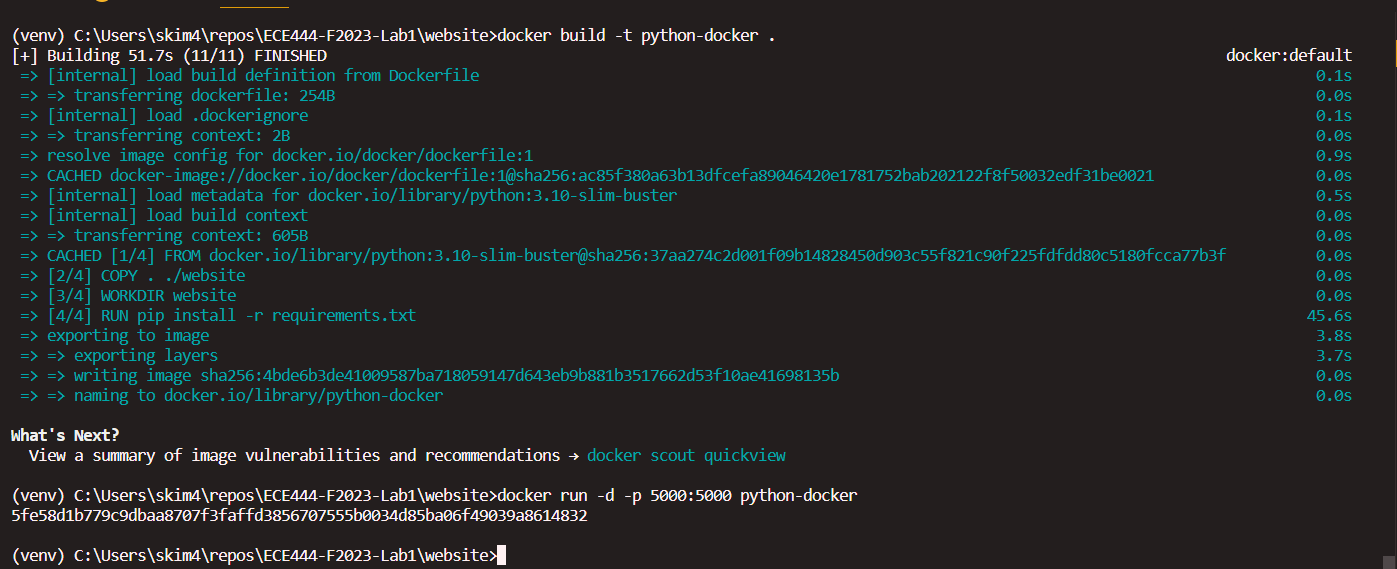 (venv) C:\Users\skim4\repos\ECE444-F2023-Lab1\website>docker build -t python-docker .
[+] Building 51.7s (11/11) FINISHED docker:default
=> [internal] load build definition from Dockerfile 0.1s
=> => transferring dockerfile: 254B 0.0s
=> [internal] load .dockerignore 0.1s
=> => transferring context: 2B 0.0s
=> resolve image config for docker.io/docker/dockerfile:1 0.9s
=> CACHED docker-image://docker.io/docker/dockerfile:1@sha256:ac85f380a63b13dfcefa89046420e1781752bab202122f8f50032edf31be0021 0.0s
=> [internal] load metadata for docker.io/library/python:3.10-slim-buster 0.5s
=> [internal] load build context 0.0s
=> => transferring context: 605B 0.0s
=> CACHED [1/4] FROM docker.io/library/python:3.10-slim-buster@sha256:37aa274c2d001f09b14828450d903c55f821c90f225fdfdd80c5180fcca77b3f 0.0s
=> [2/4] COPY . ./website 0.0s
=> [3/4] WORKDIR website 0.0s
=> [4/4] RUN pip install -r requirements.txt 45.6s
=> exporting to image 3.8s
=> => exporting layers 3.7s
=> => writing image sha256:4bde6b3de41009587ba718059147d643eb9b881b3517662d53f10ae41698135b 0.0s
=> => naming to docker.io/library/python-docker 0.0s
What's Next?
View a summary of image vulnerabilities and recommendations → docker scout quickview
(venv) C:\Users\skim4\repos\ECE444-F2023-Lab1\website>docker run -d -p 5000:5000 python-docker
5fe58d1b779c9dbaa8707f3faffd3856707555b0034d85ba06f49039a8614832
(venv) C:\Users\skim4\repos\ECE444-F2023-Lab1\website>